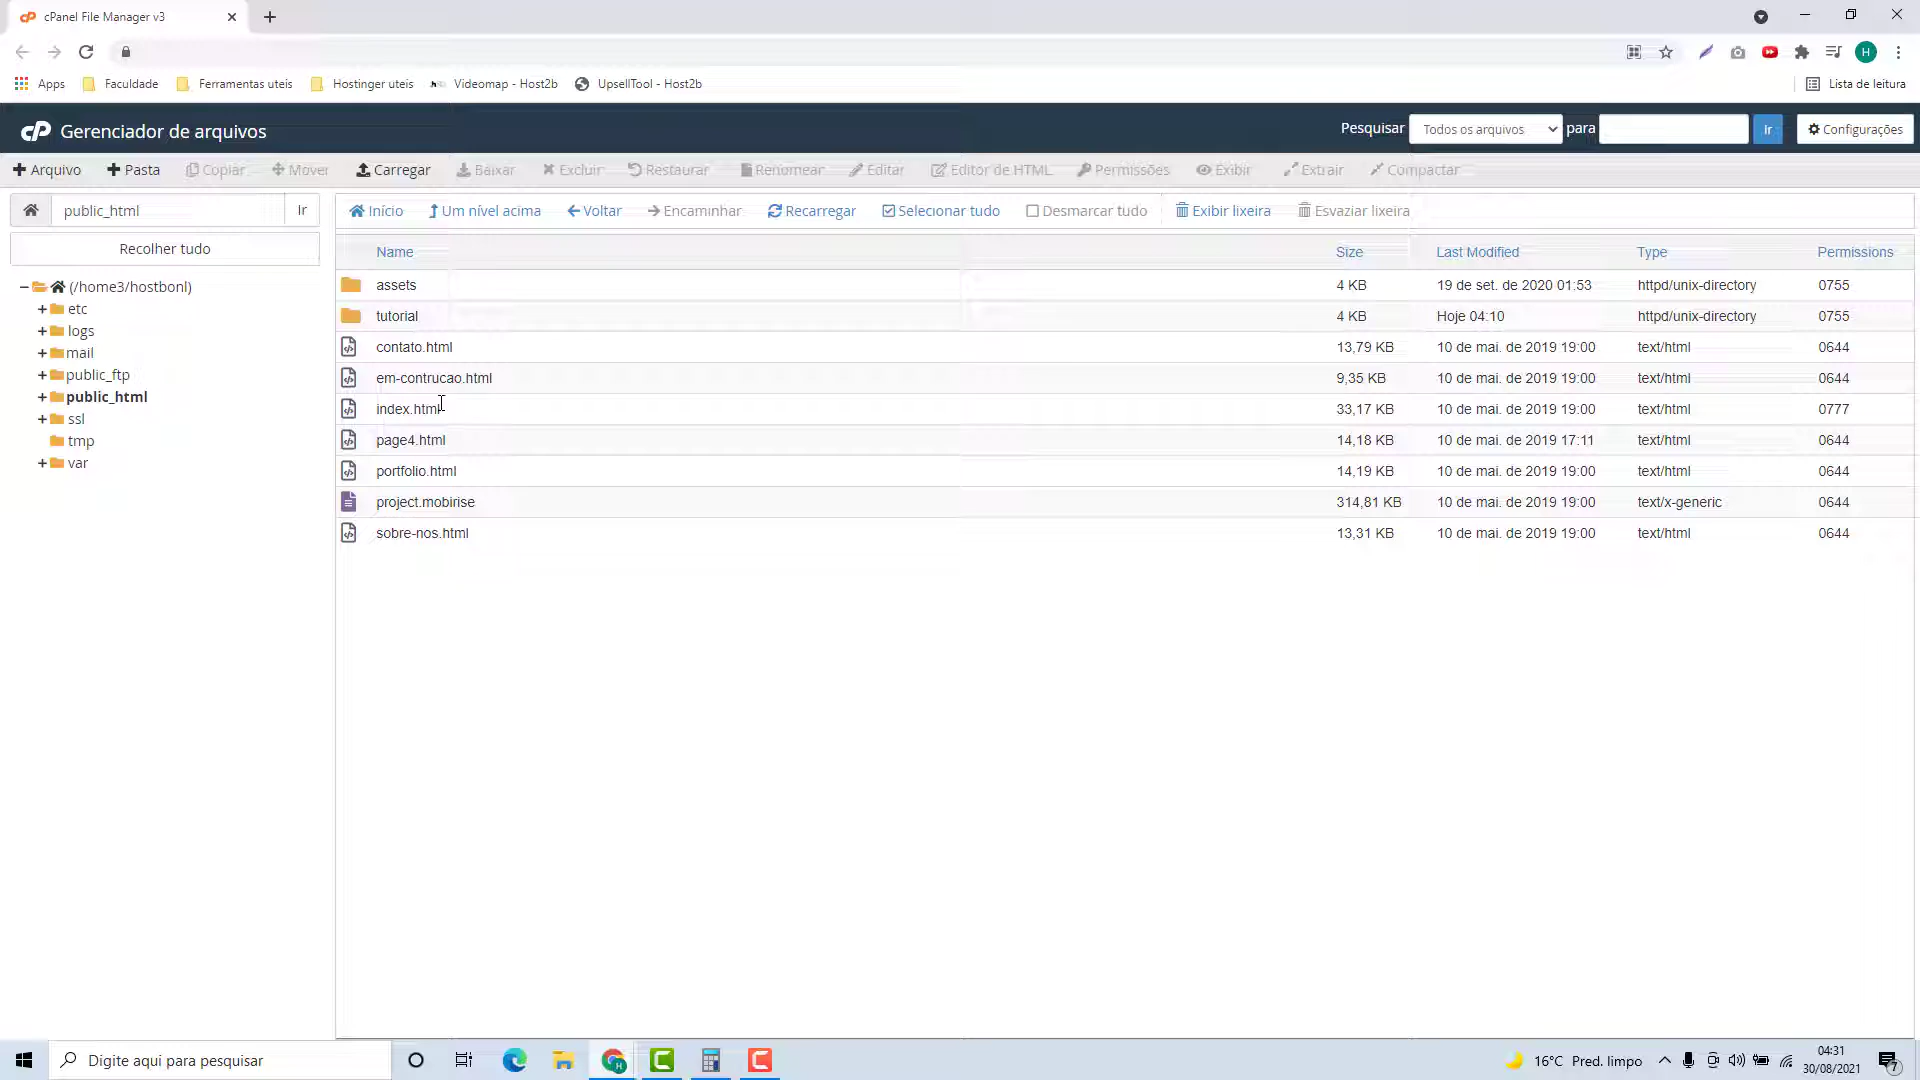 cPanel File Manager v3
Apps Faculdade Ferramentas uteis Hostinger uteis Videomap - Host2b UpsellTool - Host2b Lista de leitura
cP Gerenciador de arquivos Pesquisar Todos os arquivos para Ir Configurações
Arquivo Pasta Copiar Mover Carregar Baixar Excluir Restaurar Renomear Editar Editor de HTML Permissões Exibir Extrair Compactar
public_html Ir Início Um nível acima Voltar Encaminhar Recarregar Selecionar tudo Desmarcar tudo Exibir lixeira Esvaziar lixeira
Recolher tudo
(/home3/hostbonl)
etc
logs
mail
public_ftp
public_html
ssl
tmp
var
Name Size Last Modified Type Permissions
assets 4 KB 19 de set. de 2020 01:53 httpd/unix-directory 0755
tutorial 4 KB Hoje 04:10 httpd/unix-directory 0755
contato.html 13,79 KB 10 de mai. de 2019 19:00 text/html 0644
em-contrucao.html 9,35 KB 10 de mai. de 2019 19:00 text/html 0644
index.html 33,17 KB 10 de mai. de 2019 19:00 text/html 0777
page4.html 14,18 KB 10 de mai. de 2019 17:11 text/html 0644
portfolio.html 14,19 KB 10 de mai. de 2019 19:00 text/html 0644
project.mobirise 314,81 KB 10 de mai. de 2019 19:00 text/x-generic 0644
sobre-nos.html 13,31 KB 10 de mai. de 2019 19:00 text/html 0644
Digite aqui para pesquisar 16°C Pred. limpo 04:31
30/08/2021 7